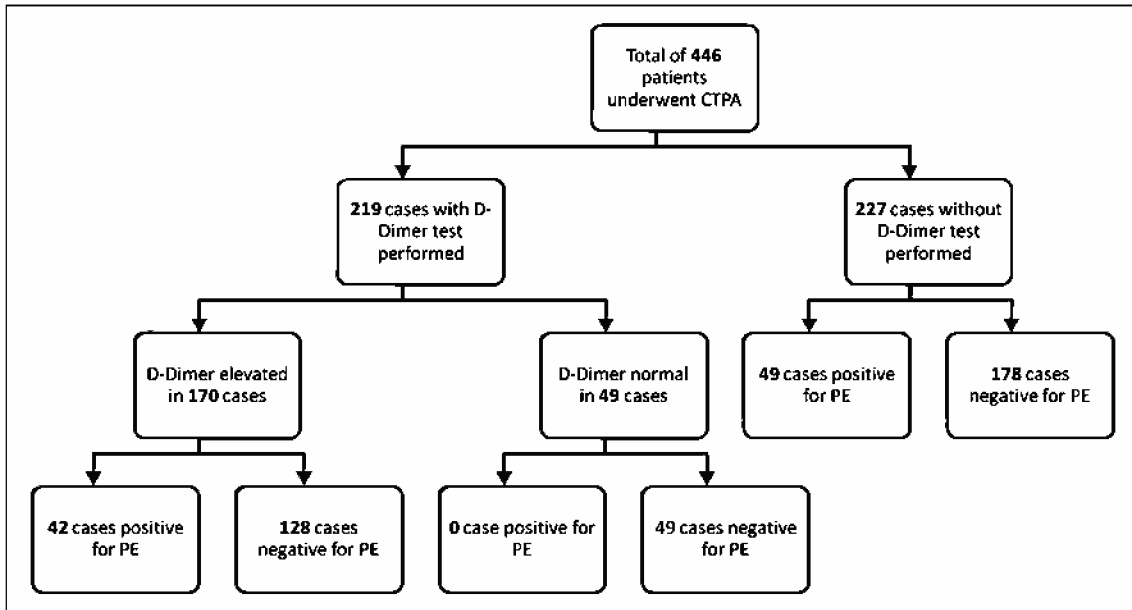 Total of 446
patients
underwent CTPA
219 cases with D-
Dimer test
performed
227 cases without
D-Dimer test
performed
D-Dimer elevated
in 170 cases
D-Dimer normal
in 49 cases
49 cases positive
for PE
178 cases
negative for PE
42 cases positive
for PE
128 cases
negative for PE
0 case positive for
PE
49 cases negative
for PE